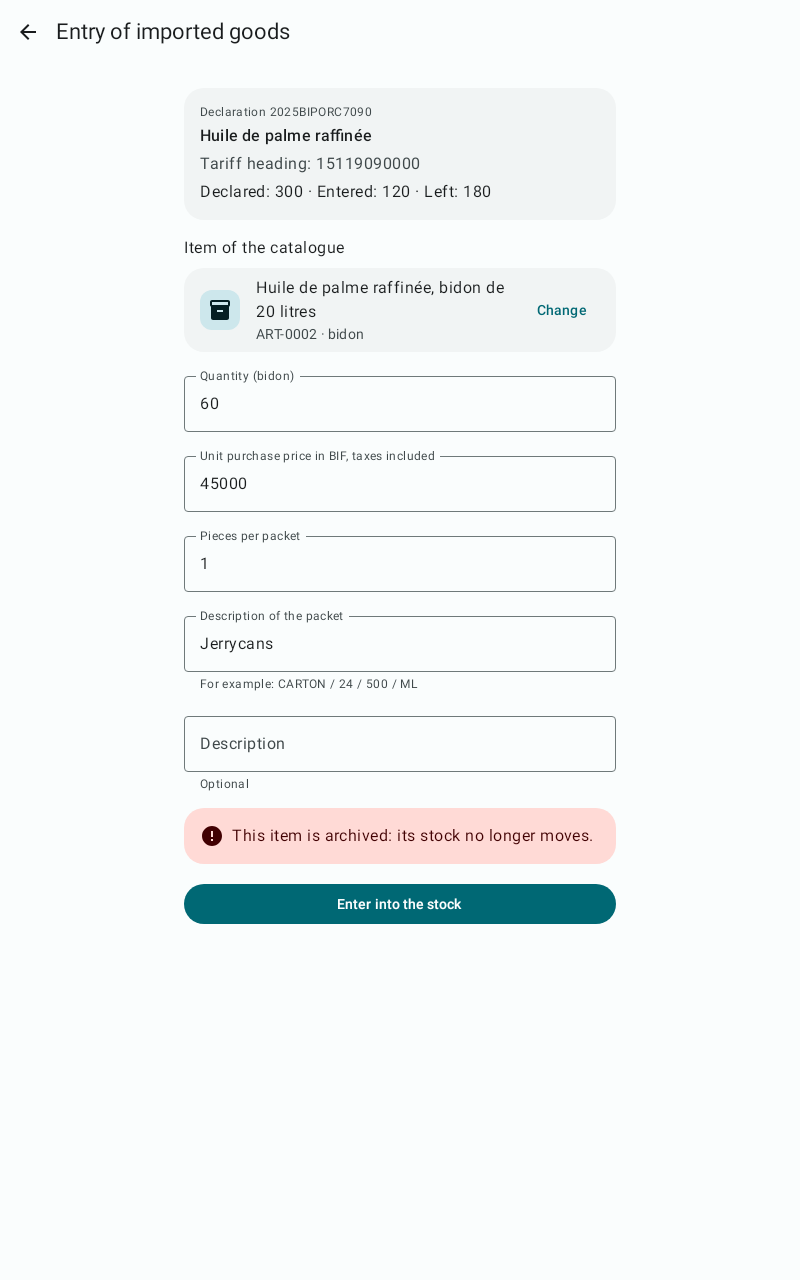 Entry of imported goods
Declaration 2025BIPORC7090
Huile de palme raffinée
Tariff heading: 15119090000
Declared: 300 · Entered: 120 · Left: 180
Item of the catalogue
Huile de palme raffinée, bidon de
20 litres
ART-0002 · bidon
Change
Quantity (bidon)
60
Unit purchase price in BIF, taxes included
45000
Pieces per packet
1
Description of the packet
Jerrycans
For example: CARTON / 24 / 500 / ML
Description
Optional
This item is archived: its stock no longer moves.
Enter into the stock